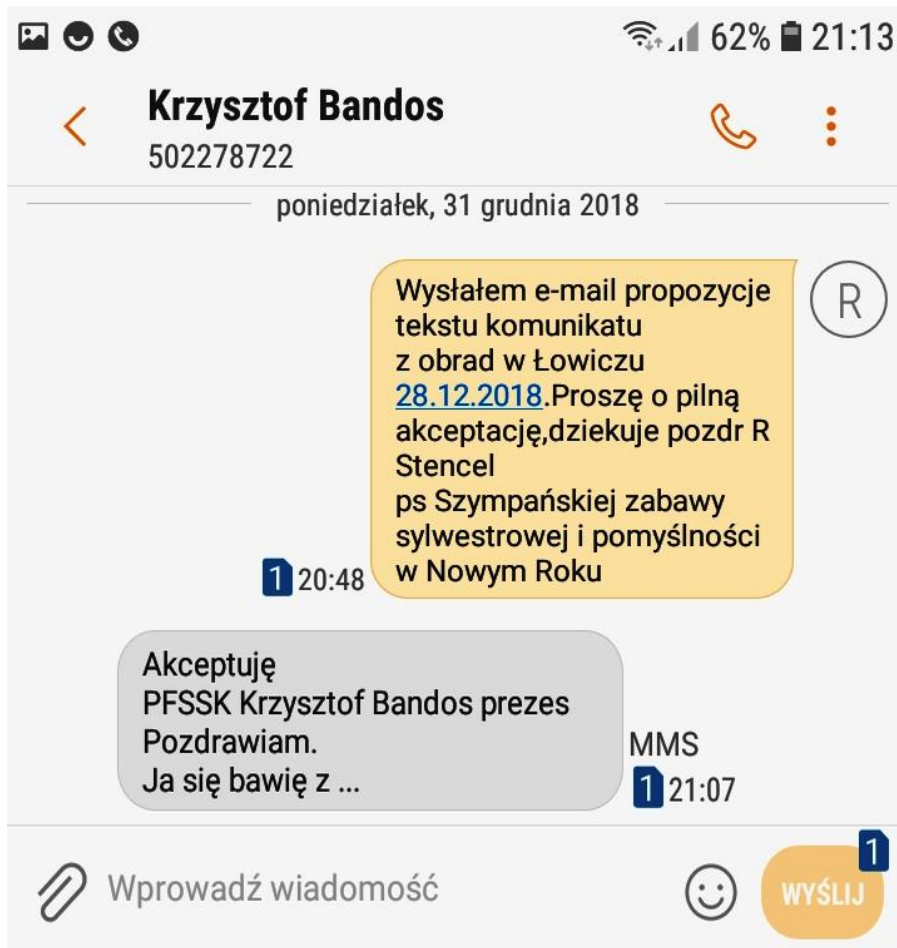 62% 21:13
Krzysztof Bandos
502278722
poniedziałek, 31 grudnia 2018
Wysłałem e-mail propozycje
tekstu komunikatu
z obrad w Łowiczu
28.12.2018.Proszę o pilną
akceptację,dziekuje pozdr R
Stencel
ps Szympańskiej zabawy
sylwestrowej i pomyślności
w Nowym Roku
R
1 20:48
Akceptuję
PFSSK Krzysztof Bandos prezes
Pozdrawiam.
Ja się bawię z ...
MMS
1 21:07
Wprowadź wiadomość
1
WYŚLIJ